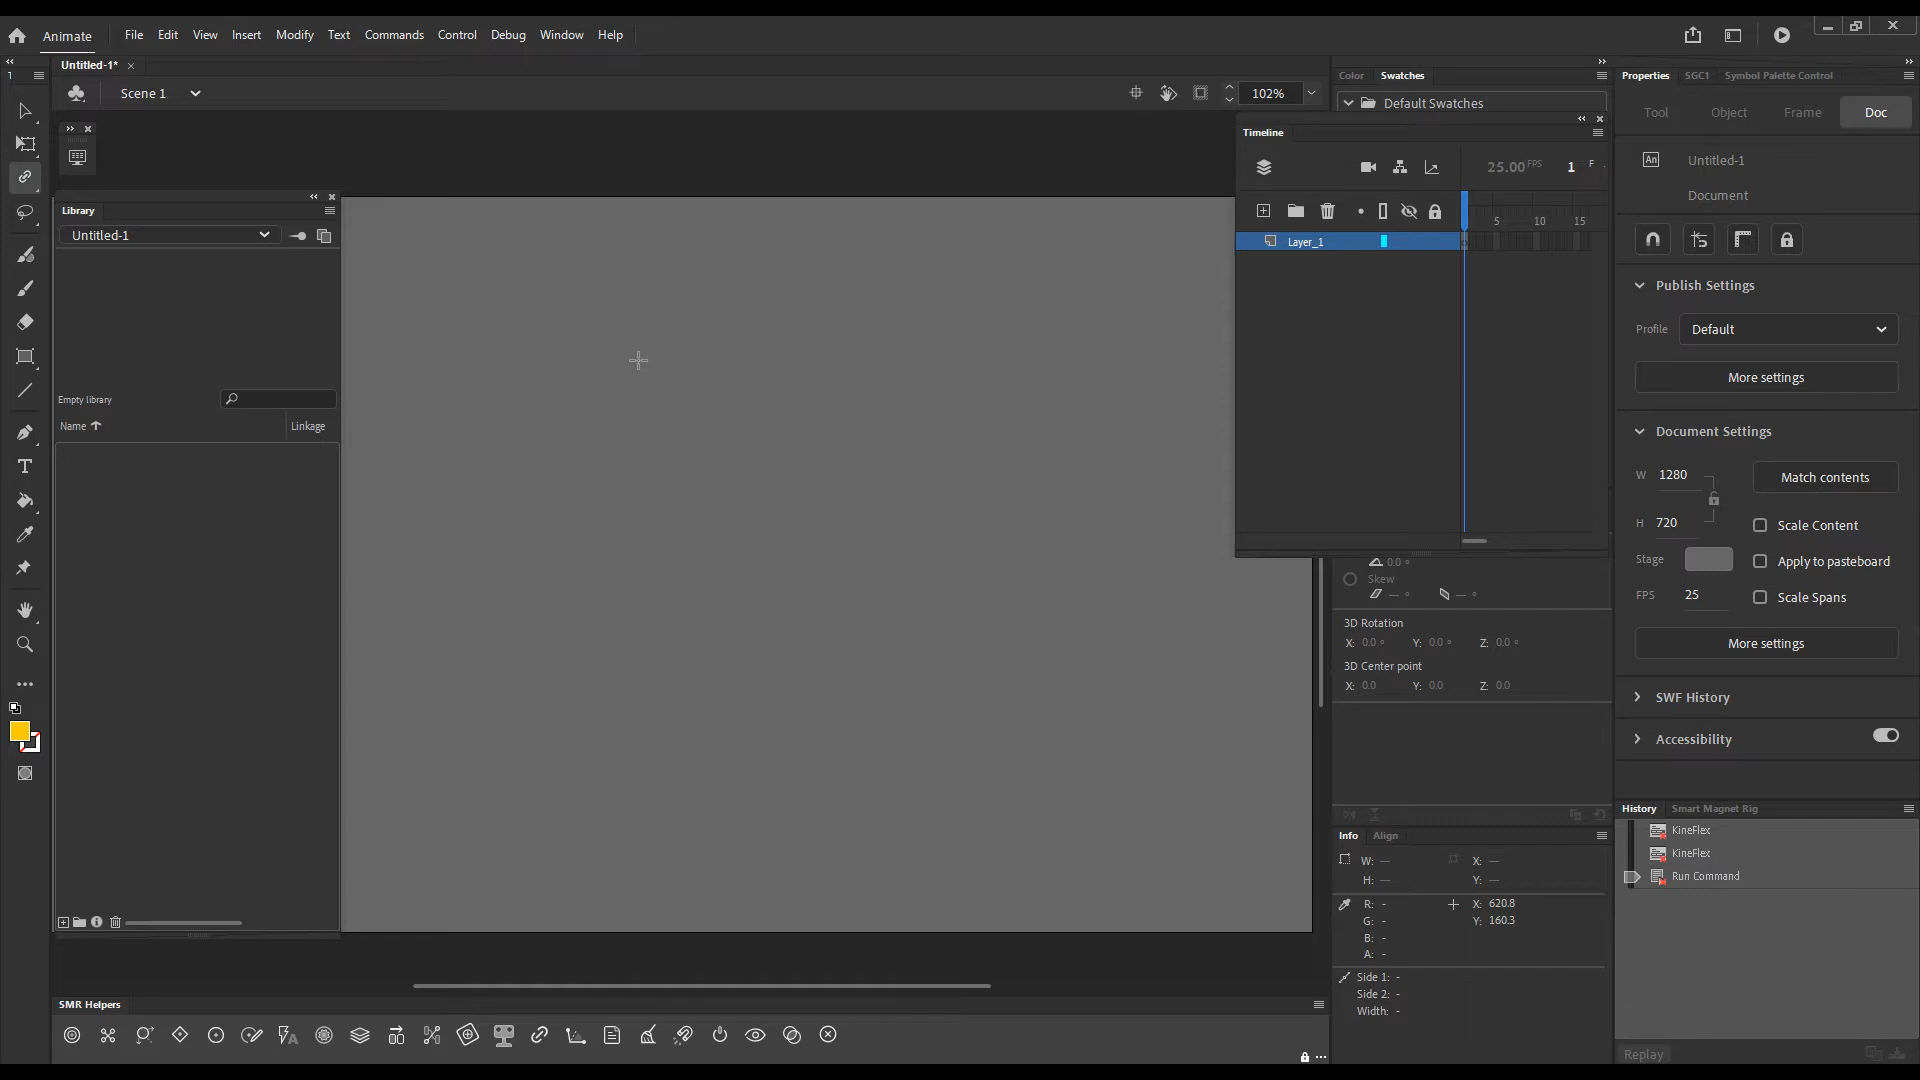 Animate File Edit View Insert Modify Text Commands Control Debug Window Help
Untitled-1*
Scene 1
102%
Library
Untitled-1
Empty library
Name Linkage
SMR Helpers
Color Swatches
Default Swatches
Timeline
25.00 FPS 1 F
5 10 15
Layer_1
0.0 °
Skew
— ° — °
3D Rotation
X: 0.0 ° Y: 0.0 ° Z: 0.0 °
3D Center point
X: 0.0 Y: 0.0 Z: 0.0
Info Align
W: — X: —
H: — Y: —
R: - X: 620.8
G: - Y: 160.3
B: -
A: -
Side 1: -
Side 2: -
Width: -
Properties SGC1 Symbol Palette Control
Tool Object Frame Doc
An Untitled-1
Document
Publish Settings
Profile Default
More settings
Document Settings
W 1280 Match contents
H 720 Scale Content
Stage Apply to pasteboard
FPS 25 Scale Spans
More settings
SWF History
Accessibility
History Smart Magnet Rig
KineFlex
KineFlex
Run Command
Replay